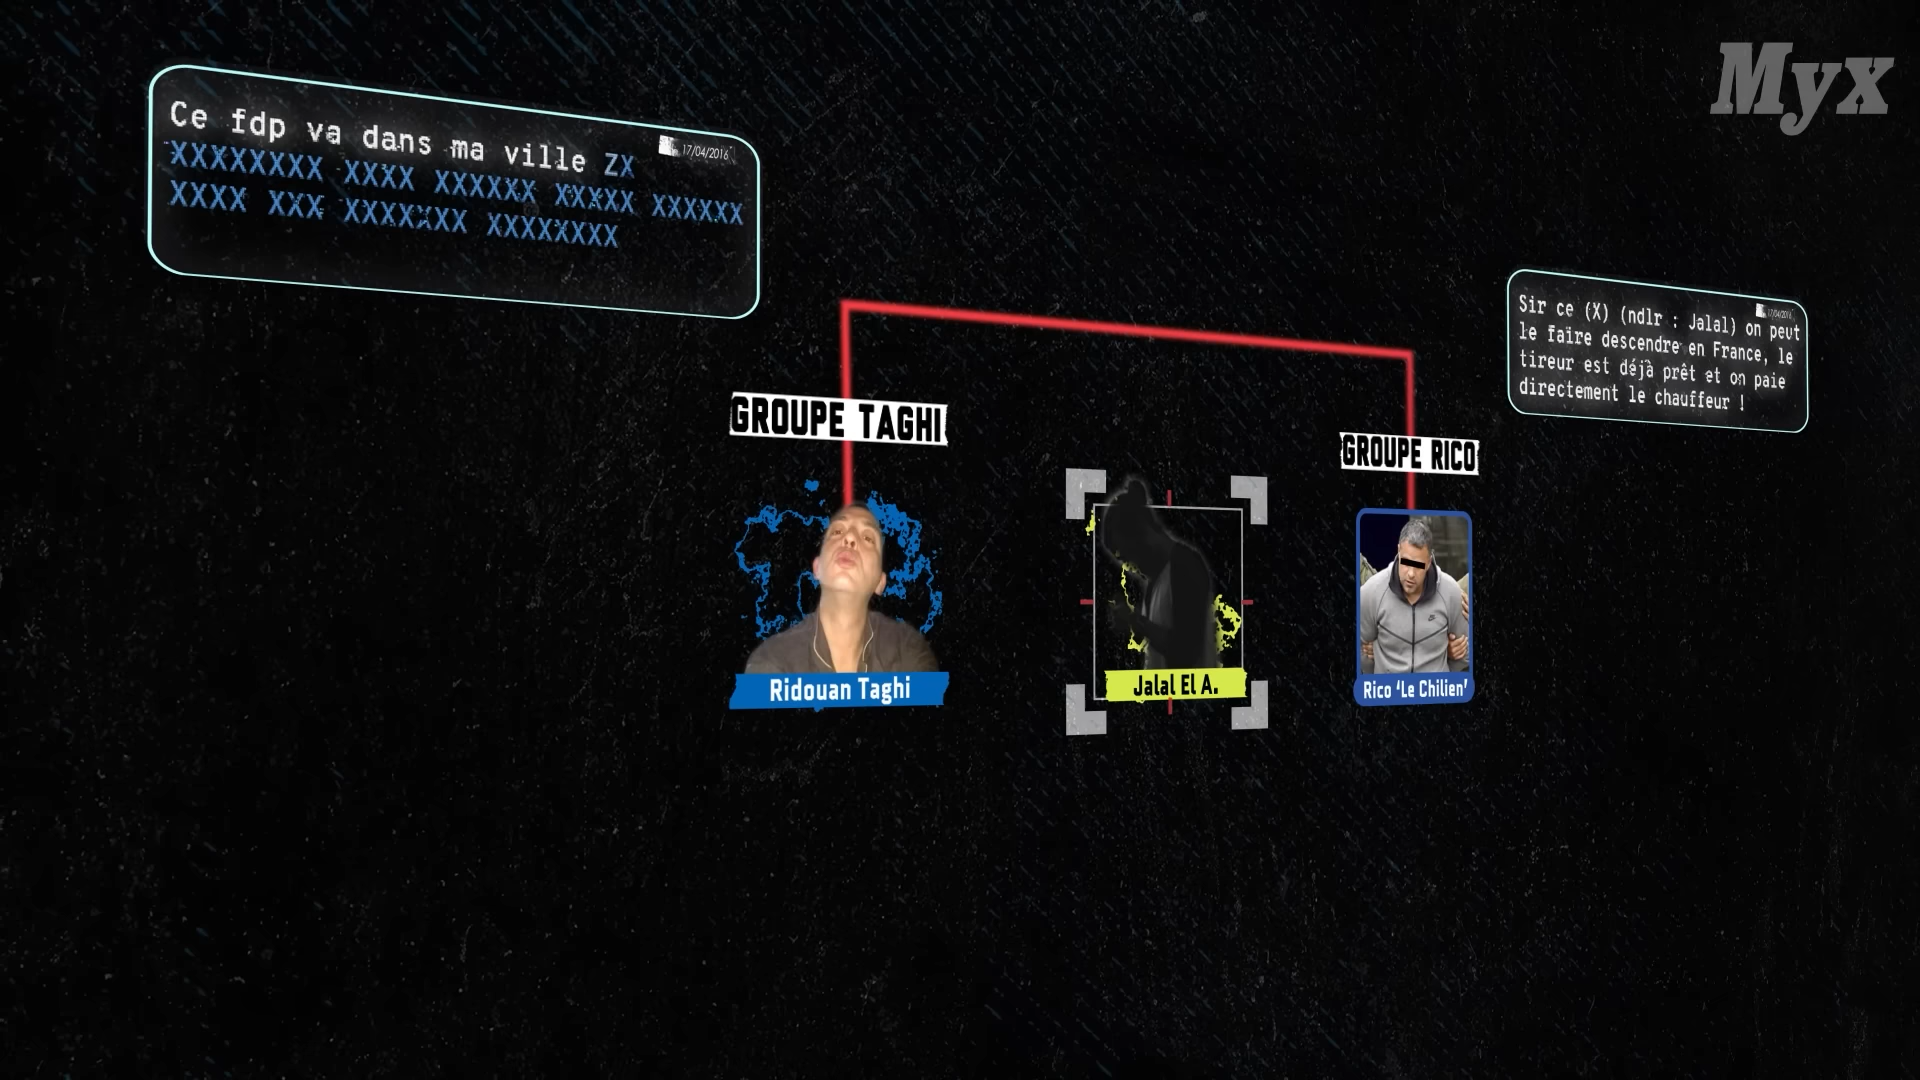 Myx
Ce fdp va dans ma ville ZX
17/04/2016
XXXXXXXX XXXX XXXXXX XXXXX XXXXXX
XXXX XXX XXXXXXX XXXXXXXX
Sir ce (X) (ndlr : Jalal) on peut
17/04/2016
le faire descendre en France, le
tireur est déjà prêt et on paie
directement le chauffeur !
GROUPE TAGHI
GROUPE RICO
Ridouan Taghi
Jalal El A.
Rico ‘Le Chilien’